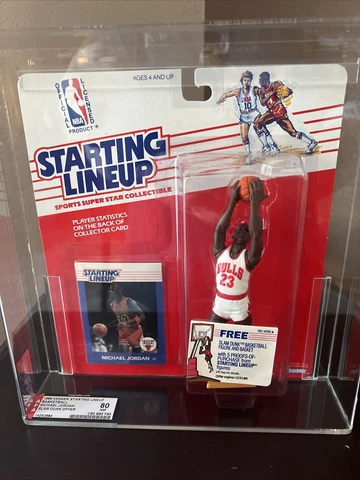 OFFICIAL LICENSED
NBA
PRODUCT
AGES 4 AND UP
STARTING
LINEUP
SPORTS SUPER STAR COLLECTIBLE
PLAYER STATISTICS
ON THE BACK OF
COLLECTOR CARD
STARTING
LINEUP
MICHAEL JORDAN
BULLS
23
FREE
SLAM DUNK BASKETBALL
FIGURE AND BASKET
with 5 PROOFS-OF-
PURCHASE from
STARTING LINEUP
figures
1988 KENNER STARTING LINEUP
BASKETBALL
MICHAEL JORDAN
SLAM DUNK OFFER
80
NM